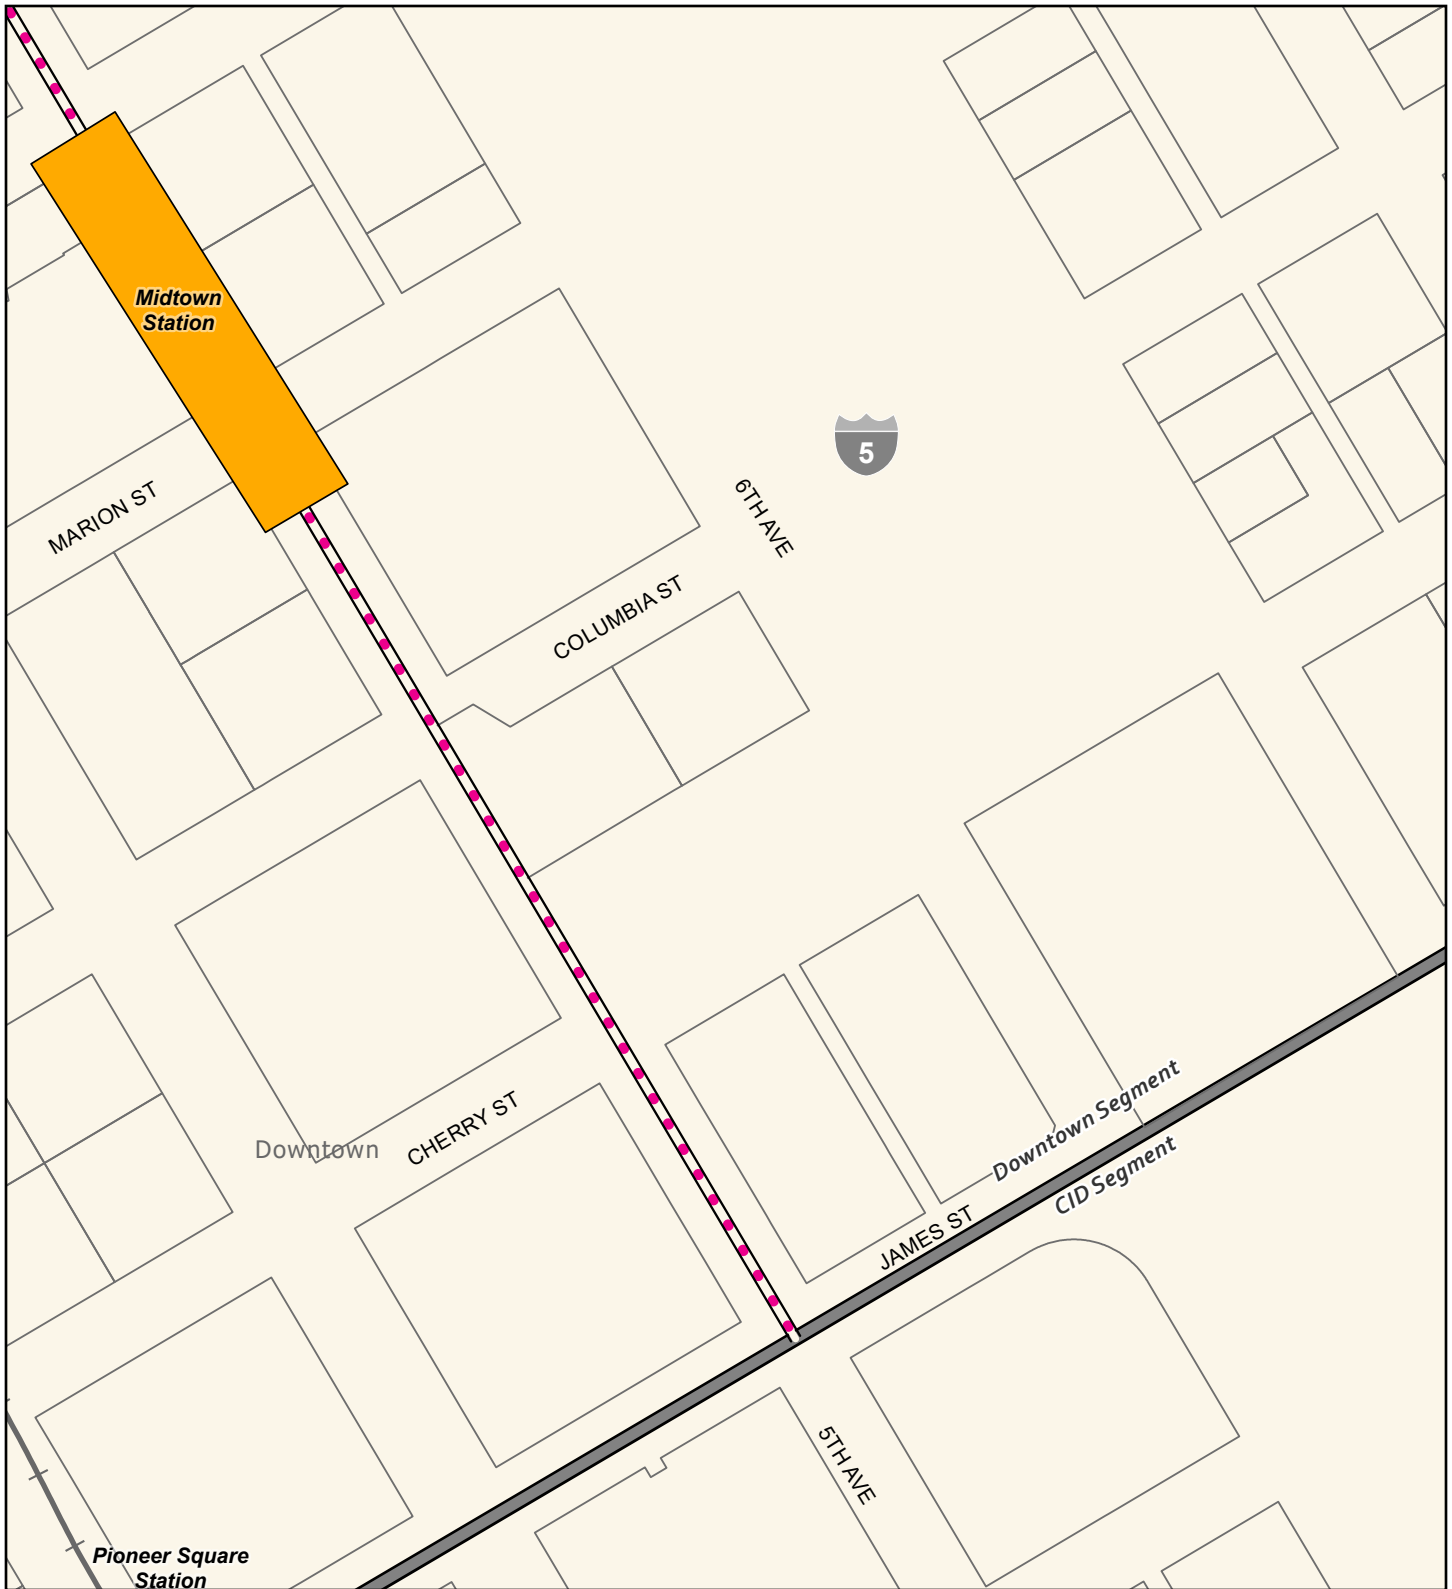 Midtown
Station
5
6TH AVE
MARION ST
COLUMBIA ST
Downtown Segment
CHERRY ST
Downtown
CID Segment
JAMES ST
5TH AVE
Pioneer Square
Station